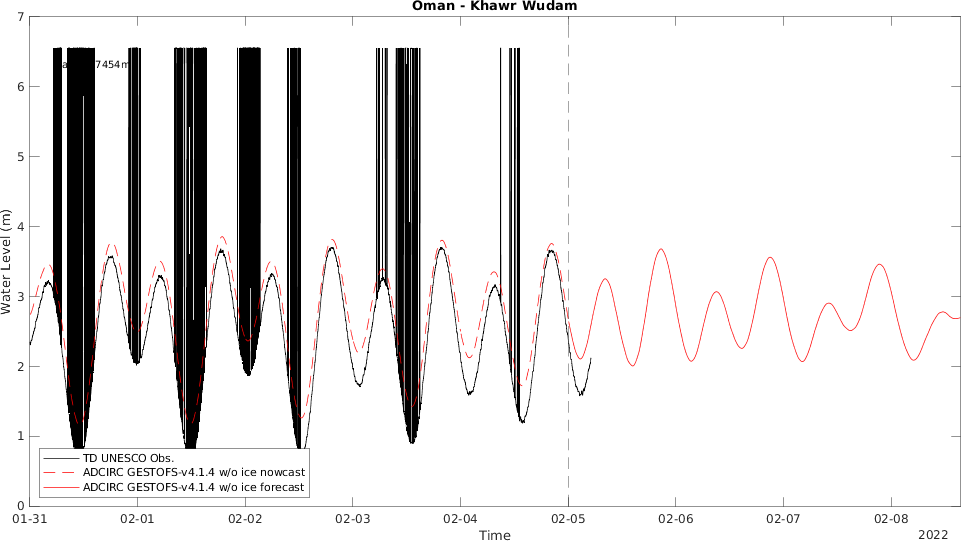 Oman - Khawr Wudam
7
6
5
4
3
2
1
0
7454m
Water Level (m)
TD UNESCO Obs.
ADCIRC GESTOFS-v4.1.4 w/o ice nowcast
ADCIRC GESTOFS-v4.1.4 w/o ice forecast
01-31 02-01 02-02 02-03 02-04 02-05 02-06 02-07 02-08
Time
2022